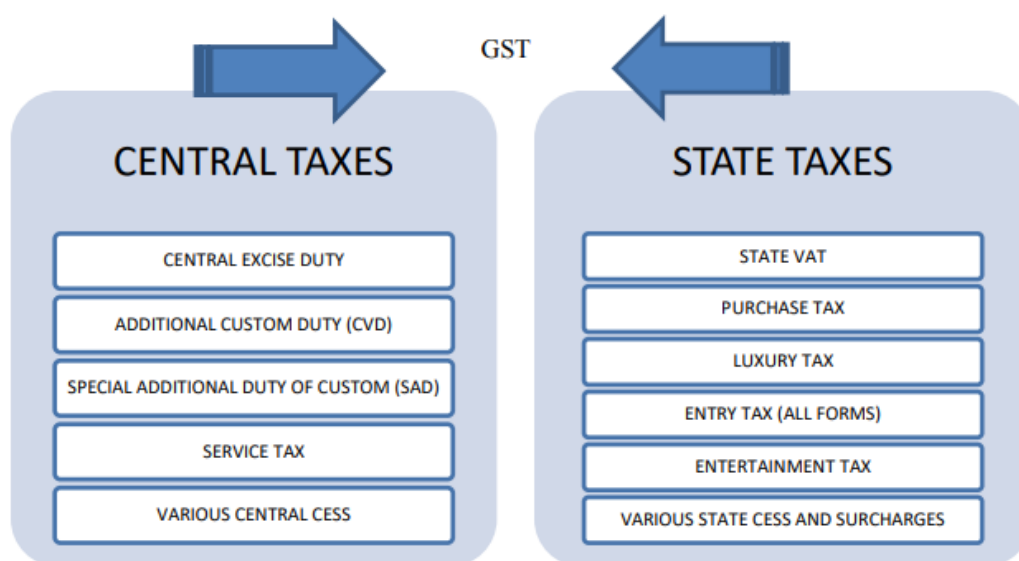 GST
CENTRAL TAXES
CENTRAL EXCISE DUTY
ADDITIONAL CUSTOM DUTY (CVD)
SPECIAL ADDITIONAL DUTY OF CUSTOM (SAD)
SERVICE TAX
VARIOUS CENTRAL CESS
STATE TAXES
STATE VAT
PURCHASE TAX
LUXURY TAX
ENTRY TAX (ALL FORMS)
ENTERTAINMENT TAX
VARIOUS STATE CESS AND SURCHARGES